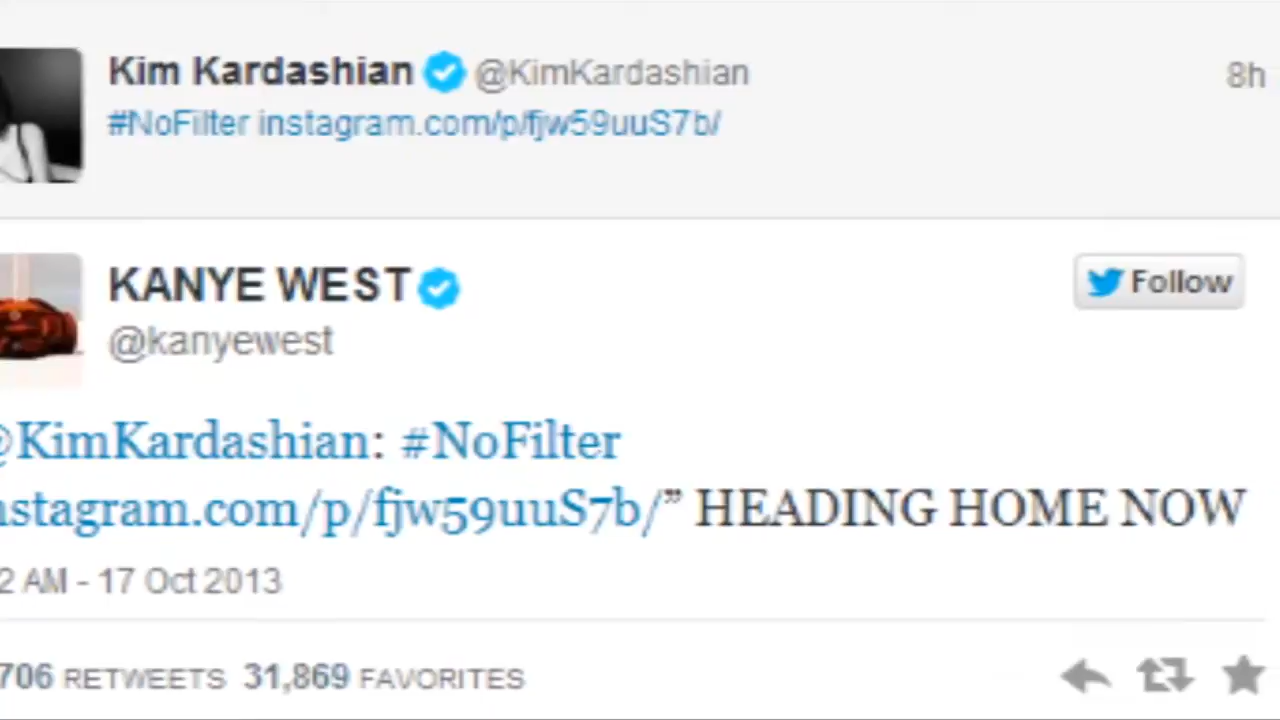 Kim Kardashian @KimKardashian 8h
#NoFilter instagram.com/p/fjw59uuS7b/
KANYE WEST Follow
@kanyewest
@KimKardashian: #NoFilter
nstagram.com/p/fjw59uuS7b/” HEADING HOME NOW
2 AM - 17 Oct 2013
706 RETWEETS 31,869 FAVORITES